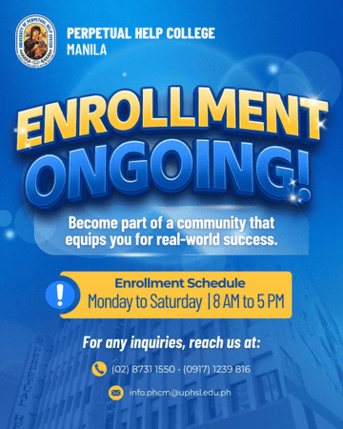 PERPETUAL HELP COLLEGE
MANILA
ENROLLMENT
ONGOING!
Become part of a community that
equips you for real-world success.
Enrollment Schedule
Monday to Saturday | 8 AM to 5 PM
For any inquiries, reach us at:
(02) 8731 1550 • (0917) 1239 816
info.phcm@uphsl.edu.ph